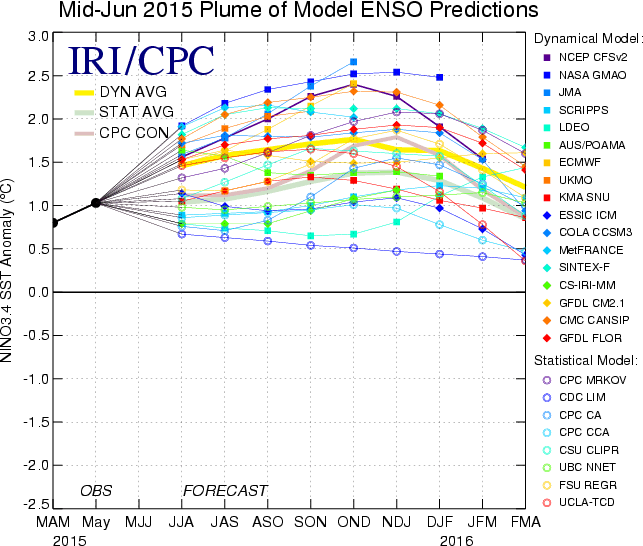 Mid-Jun 2015 Plume of Model ENSO Predictions
IRI/CPC
DYN AVG
STAT AVG
CPC CON
NINO3.4 SST Anomaly (°C)
3.0
2.5
2.0
1.5
1.0
0.5
0.0
-0.5
-1.0
-1.5
-2.0
-2.5
OBS FORECAST
MAM May MJJ JJA JAS ASO SON OND NDJ DJF JFM FMA
2015 2016
Dynamical Model:
NCEP CFSv2
NASA GMAO
JMA
SCRIPPS
LDEO
AUS/POAMA
ECMWF
UKMO
KMA SNU
ESSIC ICM
COLA CCSM3
MetFRANCE
SINTEX-F
CS-IRI-MM
GFDL CM2.1
CMC CANSIP
GFDL FLOR
Statistical Model:
CPC MRKOV
CDC LIM
CPC CA
CPC CCA
CSU CLIPR
UBC NNET
FSU REGR
UCLA-TCD